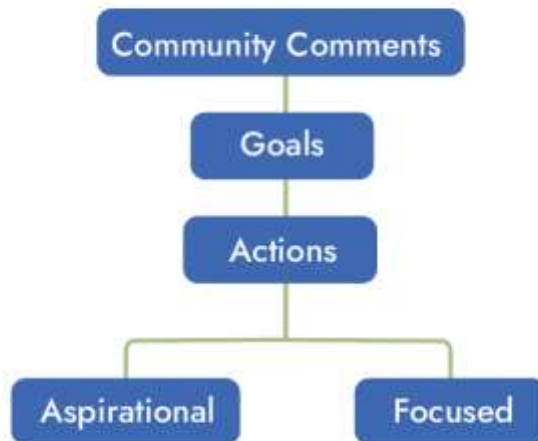 Community Comments
Goals
Actions
Aspirational
Focused